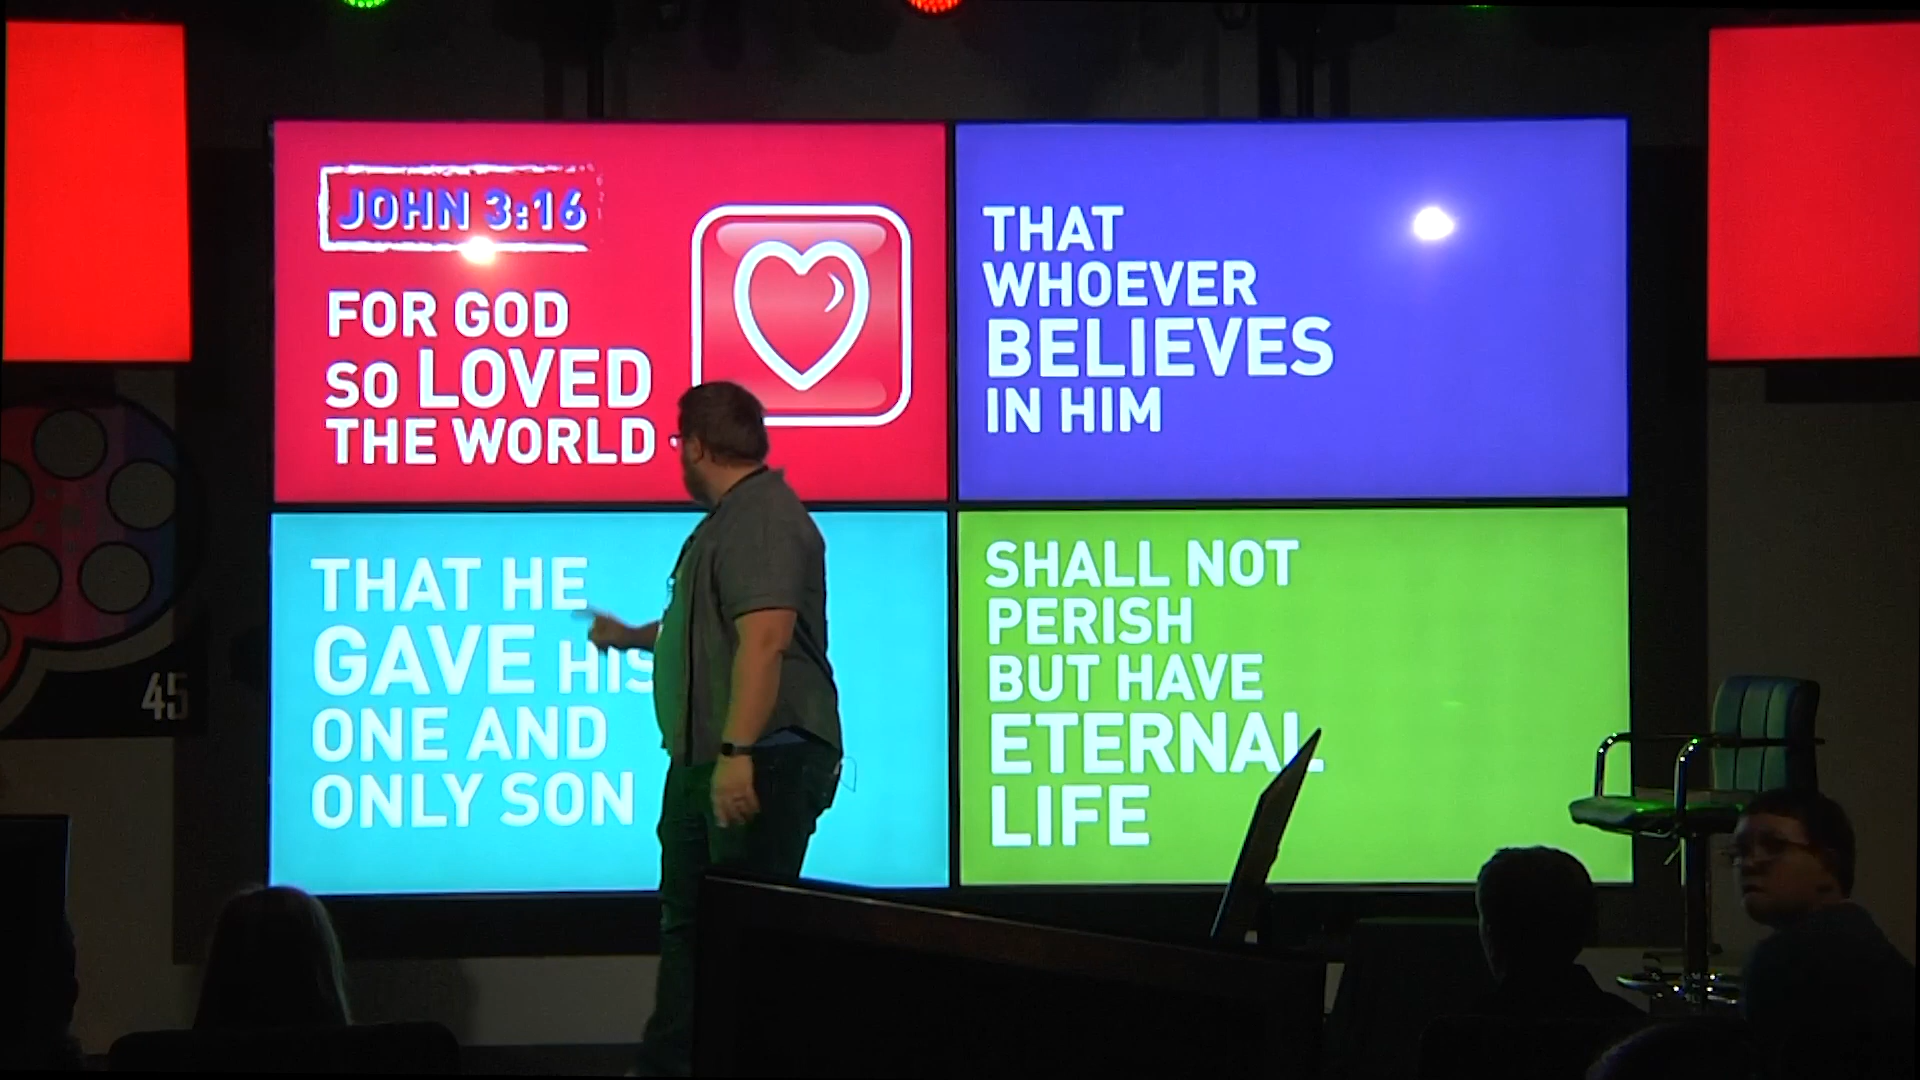 JOHN 3:16
FOR GOD
SO LOVED
THE WORLD
THAT HE
GAVE HIS
ONE AND
ONLY SON
THAT
WHOEVER
BELIEVES
IN HIM
SHALL NOT
PERISH
BUT HAVE
ETERNAL
LIFE
45